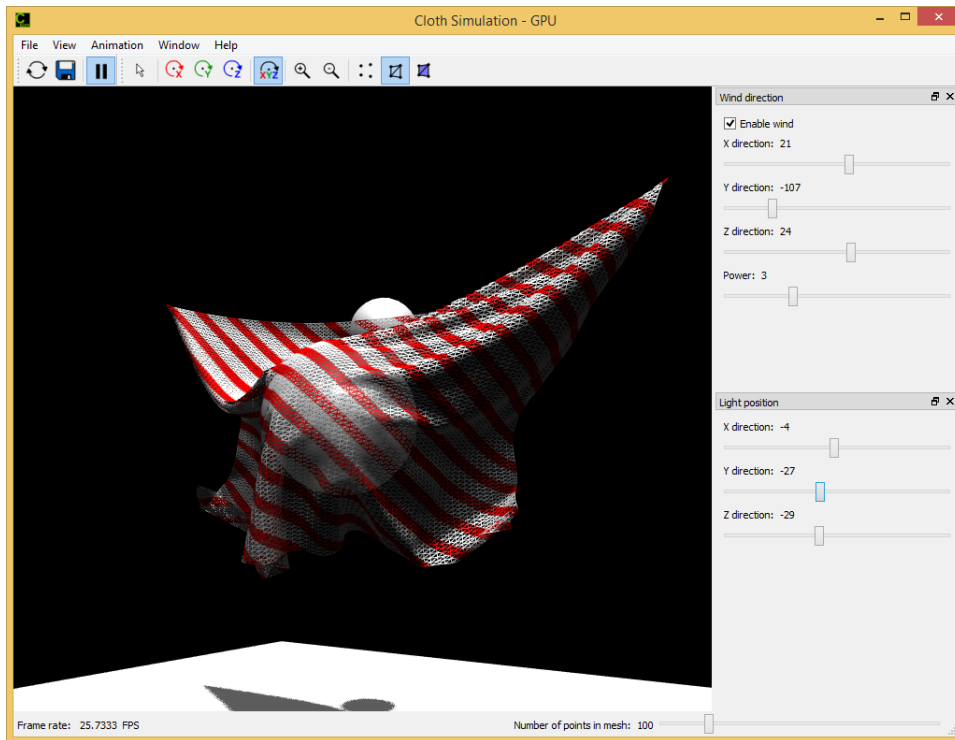 Cloth Simulation - GPU
File View Animation Window Help
X Y Z XYZ
Wind direction
Enable wind
X direction: 21
Y direction: -107
Z direction: 24
Power: 3
Light position
X direction: -4
Y direction: -27
Z direction: -29
Frame rate: 25.7333 FPS Number of points in mesh: 100